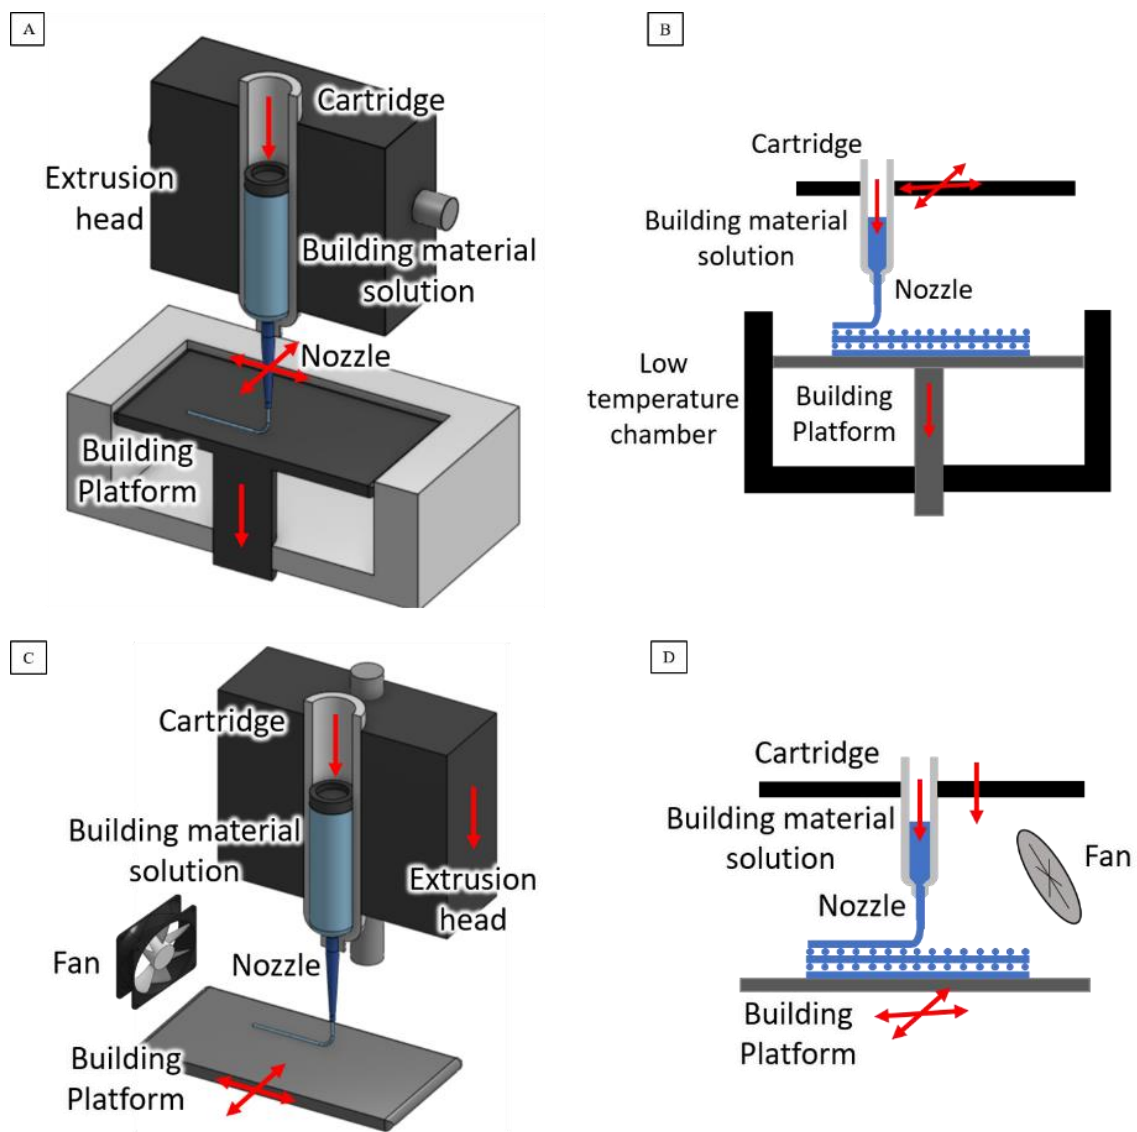 A
Cartridge
Extrusion
head
Building material
solution
Nozzle
Building
Platform
B
Cartridge
Building material
solution
Nozzle
Low
temperature
chamber
Building
Platform
C
Cartridge
Building material
solution
Extrusion
head
Fan
Nozzle
Building
Platform
D
Cartridge
Building material
solution
Fan
Nozzle
Building
Platform